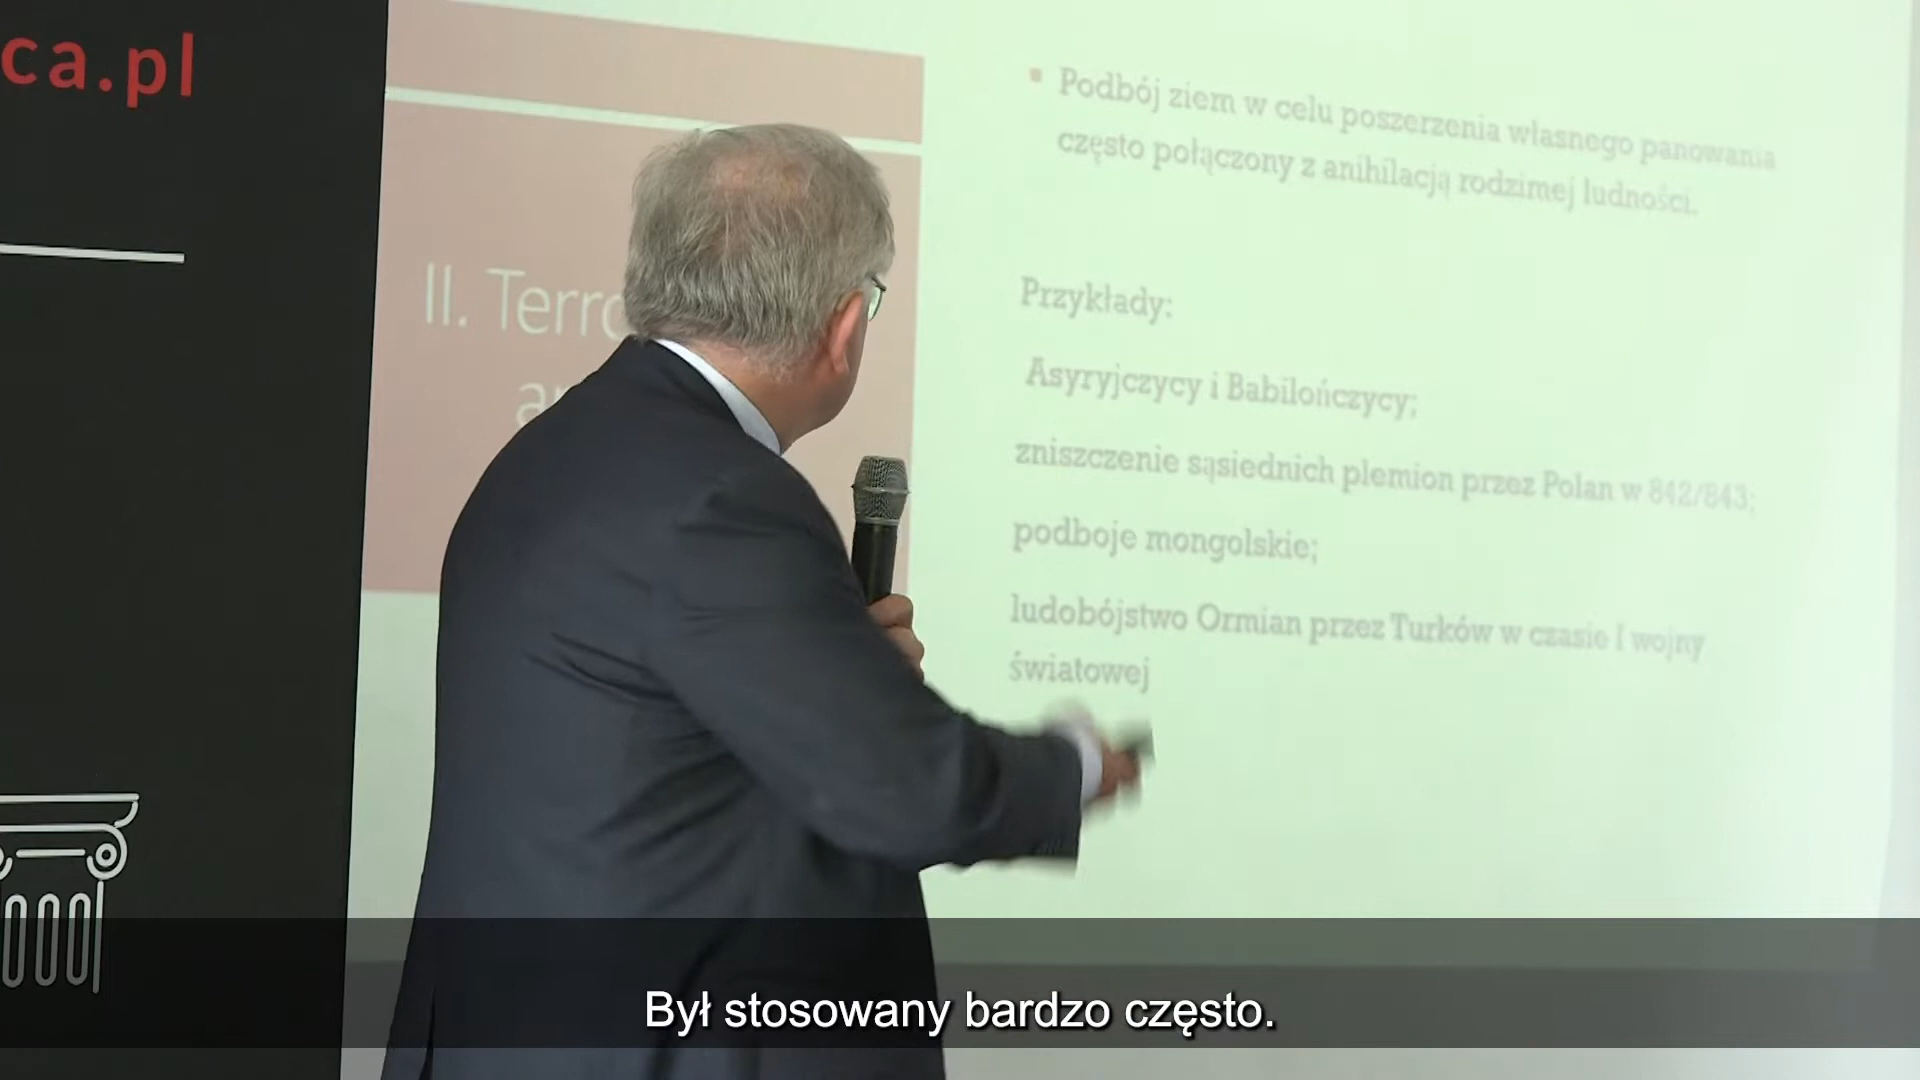 ca.pl
II. Terro
Podbój ziem w celu poszerzenia własnego panowania
często połączony z anihilacją rodzimej ludności.
Przykłady:
Asyryjczycy i Babilończycy;
zniszczenie sąsiednich plemion przez Polan w 842/843;
podboje mongolskie;
ludobójstwo Ormian przez Turków w czasie I wojny
światowej
Był stosowany bardzo często.